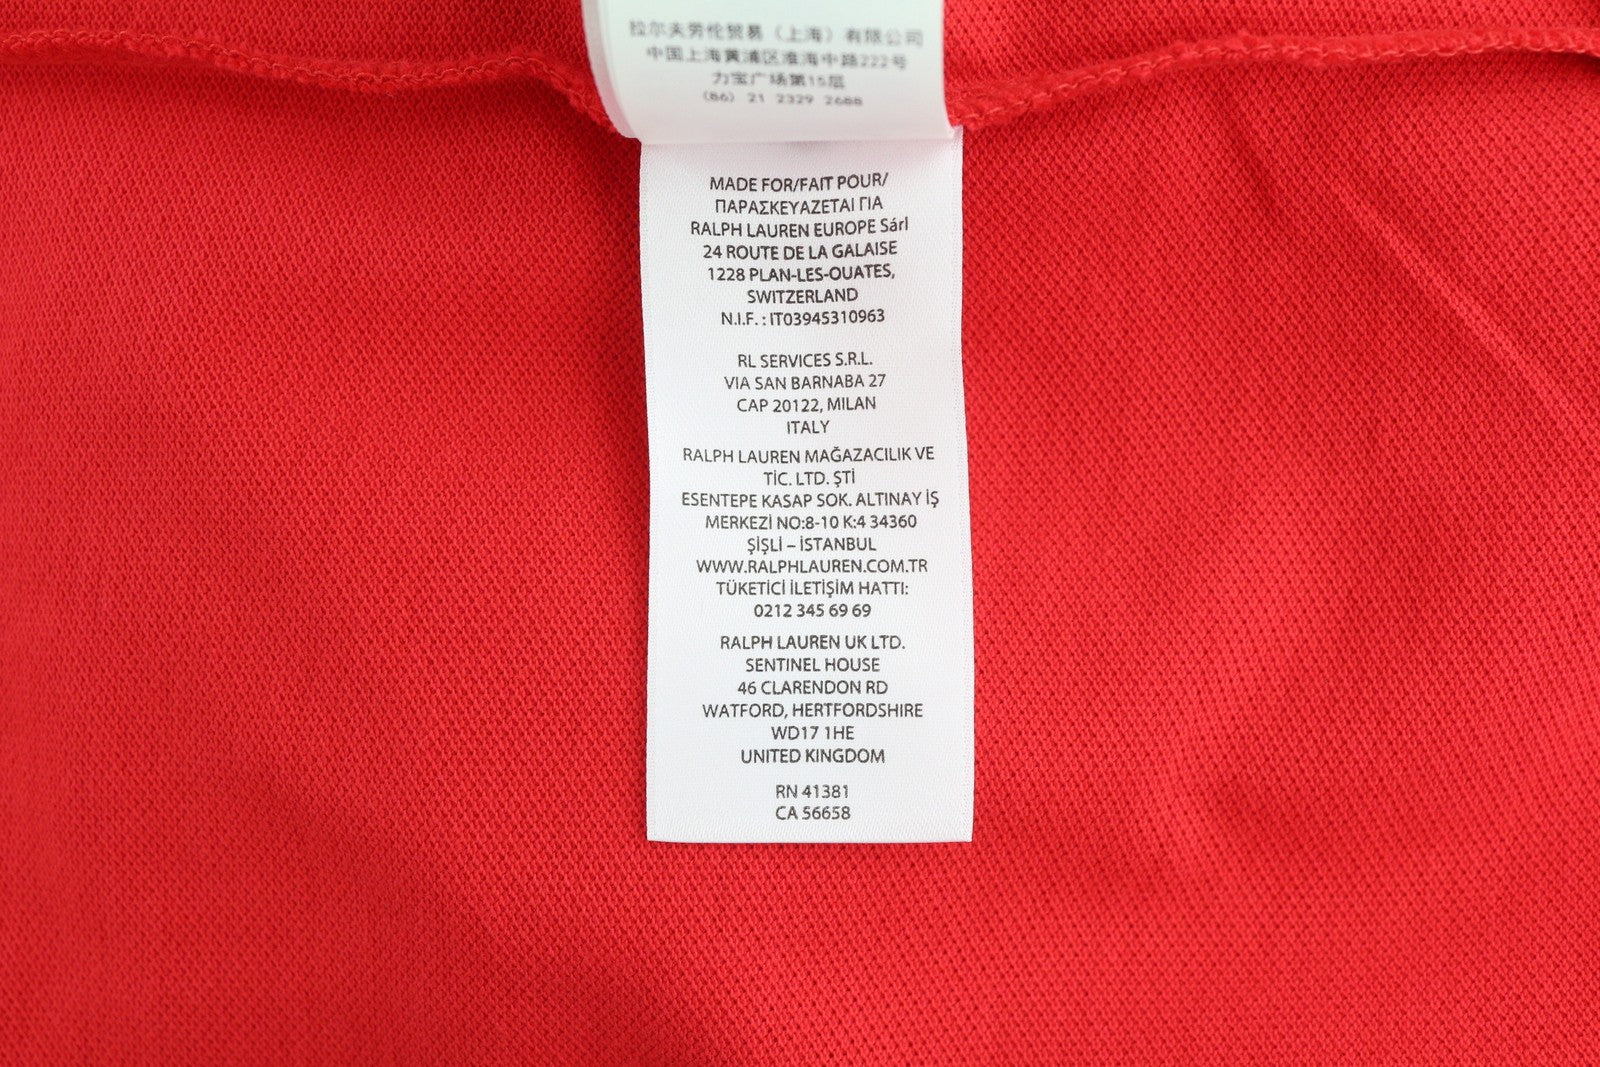 拉尔夫劳伦贸易（上海）有限公司
中国上海黄浦区淮海中路222号
力宝广场第15层
(86) 21 2329 2688
MADE FOR/FAIT POUR/
ΠΑΡΑΣΚΕΥΑΖΕΤΑΙ ΓΙΑ
RALPH LAUREN EUROPE Sárl
24 ROUTE DE LA GALAISE
1228 PLAN-LES-OUATES,
SWITZERLAND
N.I.F. : IT03945310963
RL SERVICES S.R.L.
VIA SAN BARNABA 27
CAP 20122, MILAN
ITALY
RALPH LAUREN MAĞAZACILIK VE
TİC. LTD. ŞTİ
ESENTEPE KASAP SOK. ALTINAY İŞ
MERKEZİ NO:8-10 K:4 34360
ŞİŞLİ – İSTANBUL
WWW.RALPHLAUREN.COM.TR
TÜKETİCİ İLETİŞİM HATTI:
0212 345 69 69
RALPH LAUREN UK LTD.
SENTINEL HOUSE
46 CLARENDON RD
WATFORD, HERTFORDSHIRE
WD17 1HE
UNITED KINGDOM
RN 41381
CA 56658